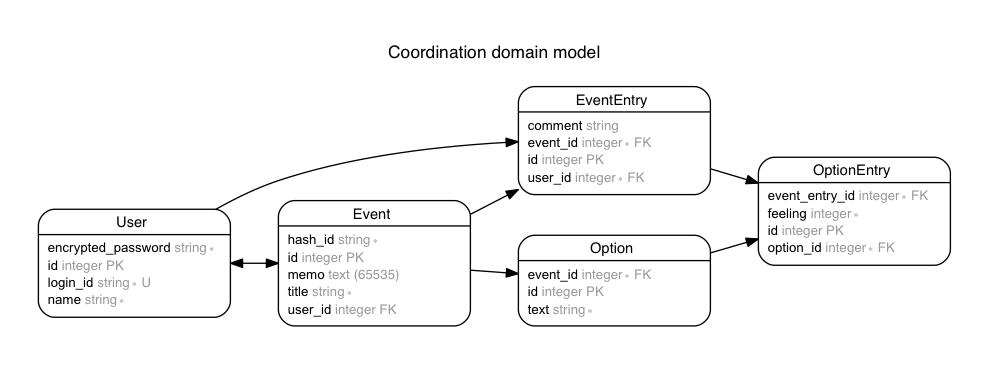 Coordination domain model
EventEntry
comment string
event_id integer∗ FK
id integer PK
user_id integer∗ FK
OptionEntry
event_entry_id integer∗ FK
feeling integer∗
id integer PK
option_id integer∗ FK
User
encrypted_password string∗
id integer PK
login_id string∗ U
name string∗
Event
hash_id string∗
id integer PK
memo text (65535)
title string∗
user_id integer FK
Option
event_id integer∗ FK
id integer PK
text string∗